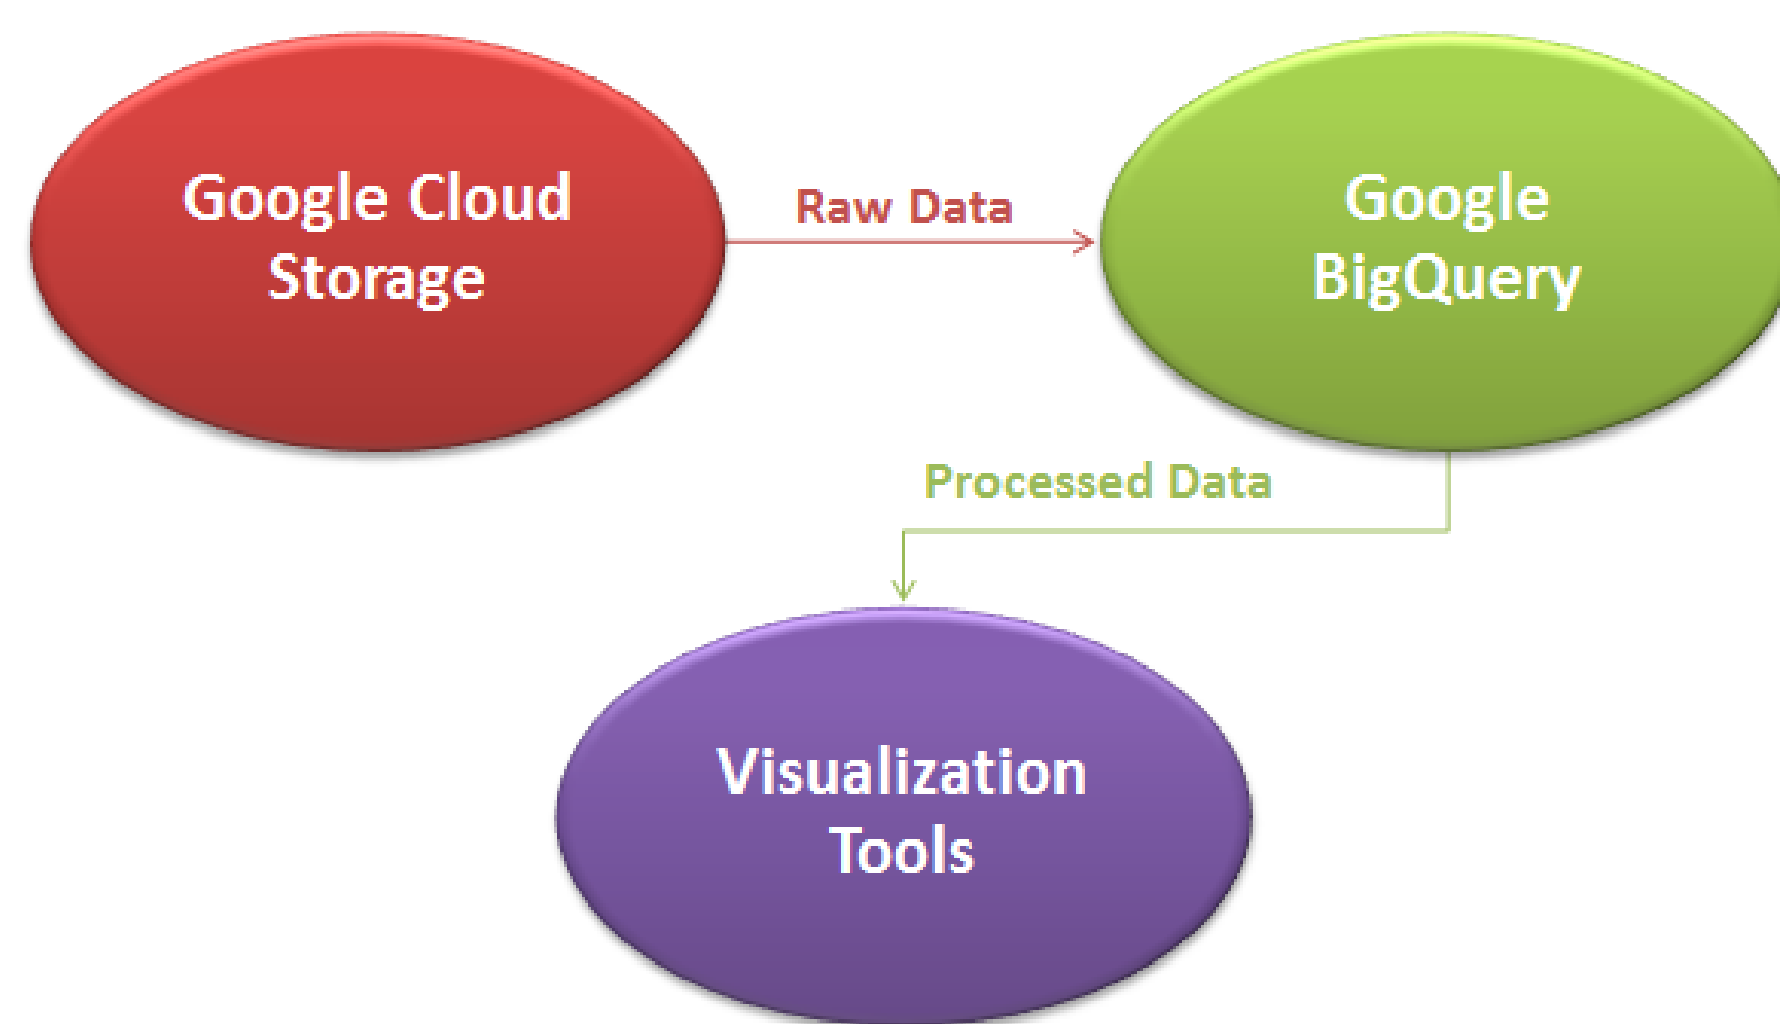 Google Cloud
Storage
Raw Data
Google
BigQuery
Processed Data
Visualization
Tools